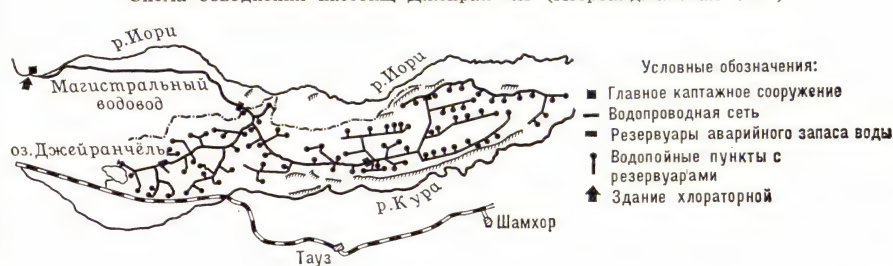 р. Иори
р. Иори
Магистральный
водовод
оз. Джейранчёль
р. Кура
Шамхор
Тауз
Условные обозначения:
Главное каптажное сооружение
Водопроводная сеть
Резервуары аварийного запаса воды
Водопойные пункты с
резервуарами
Здание хлораторной